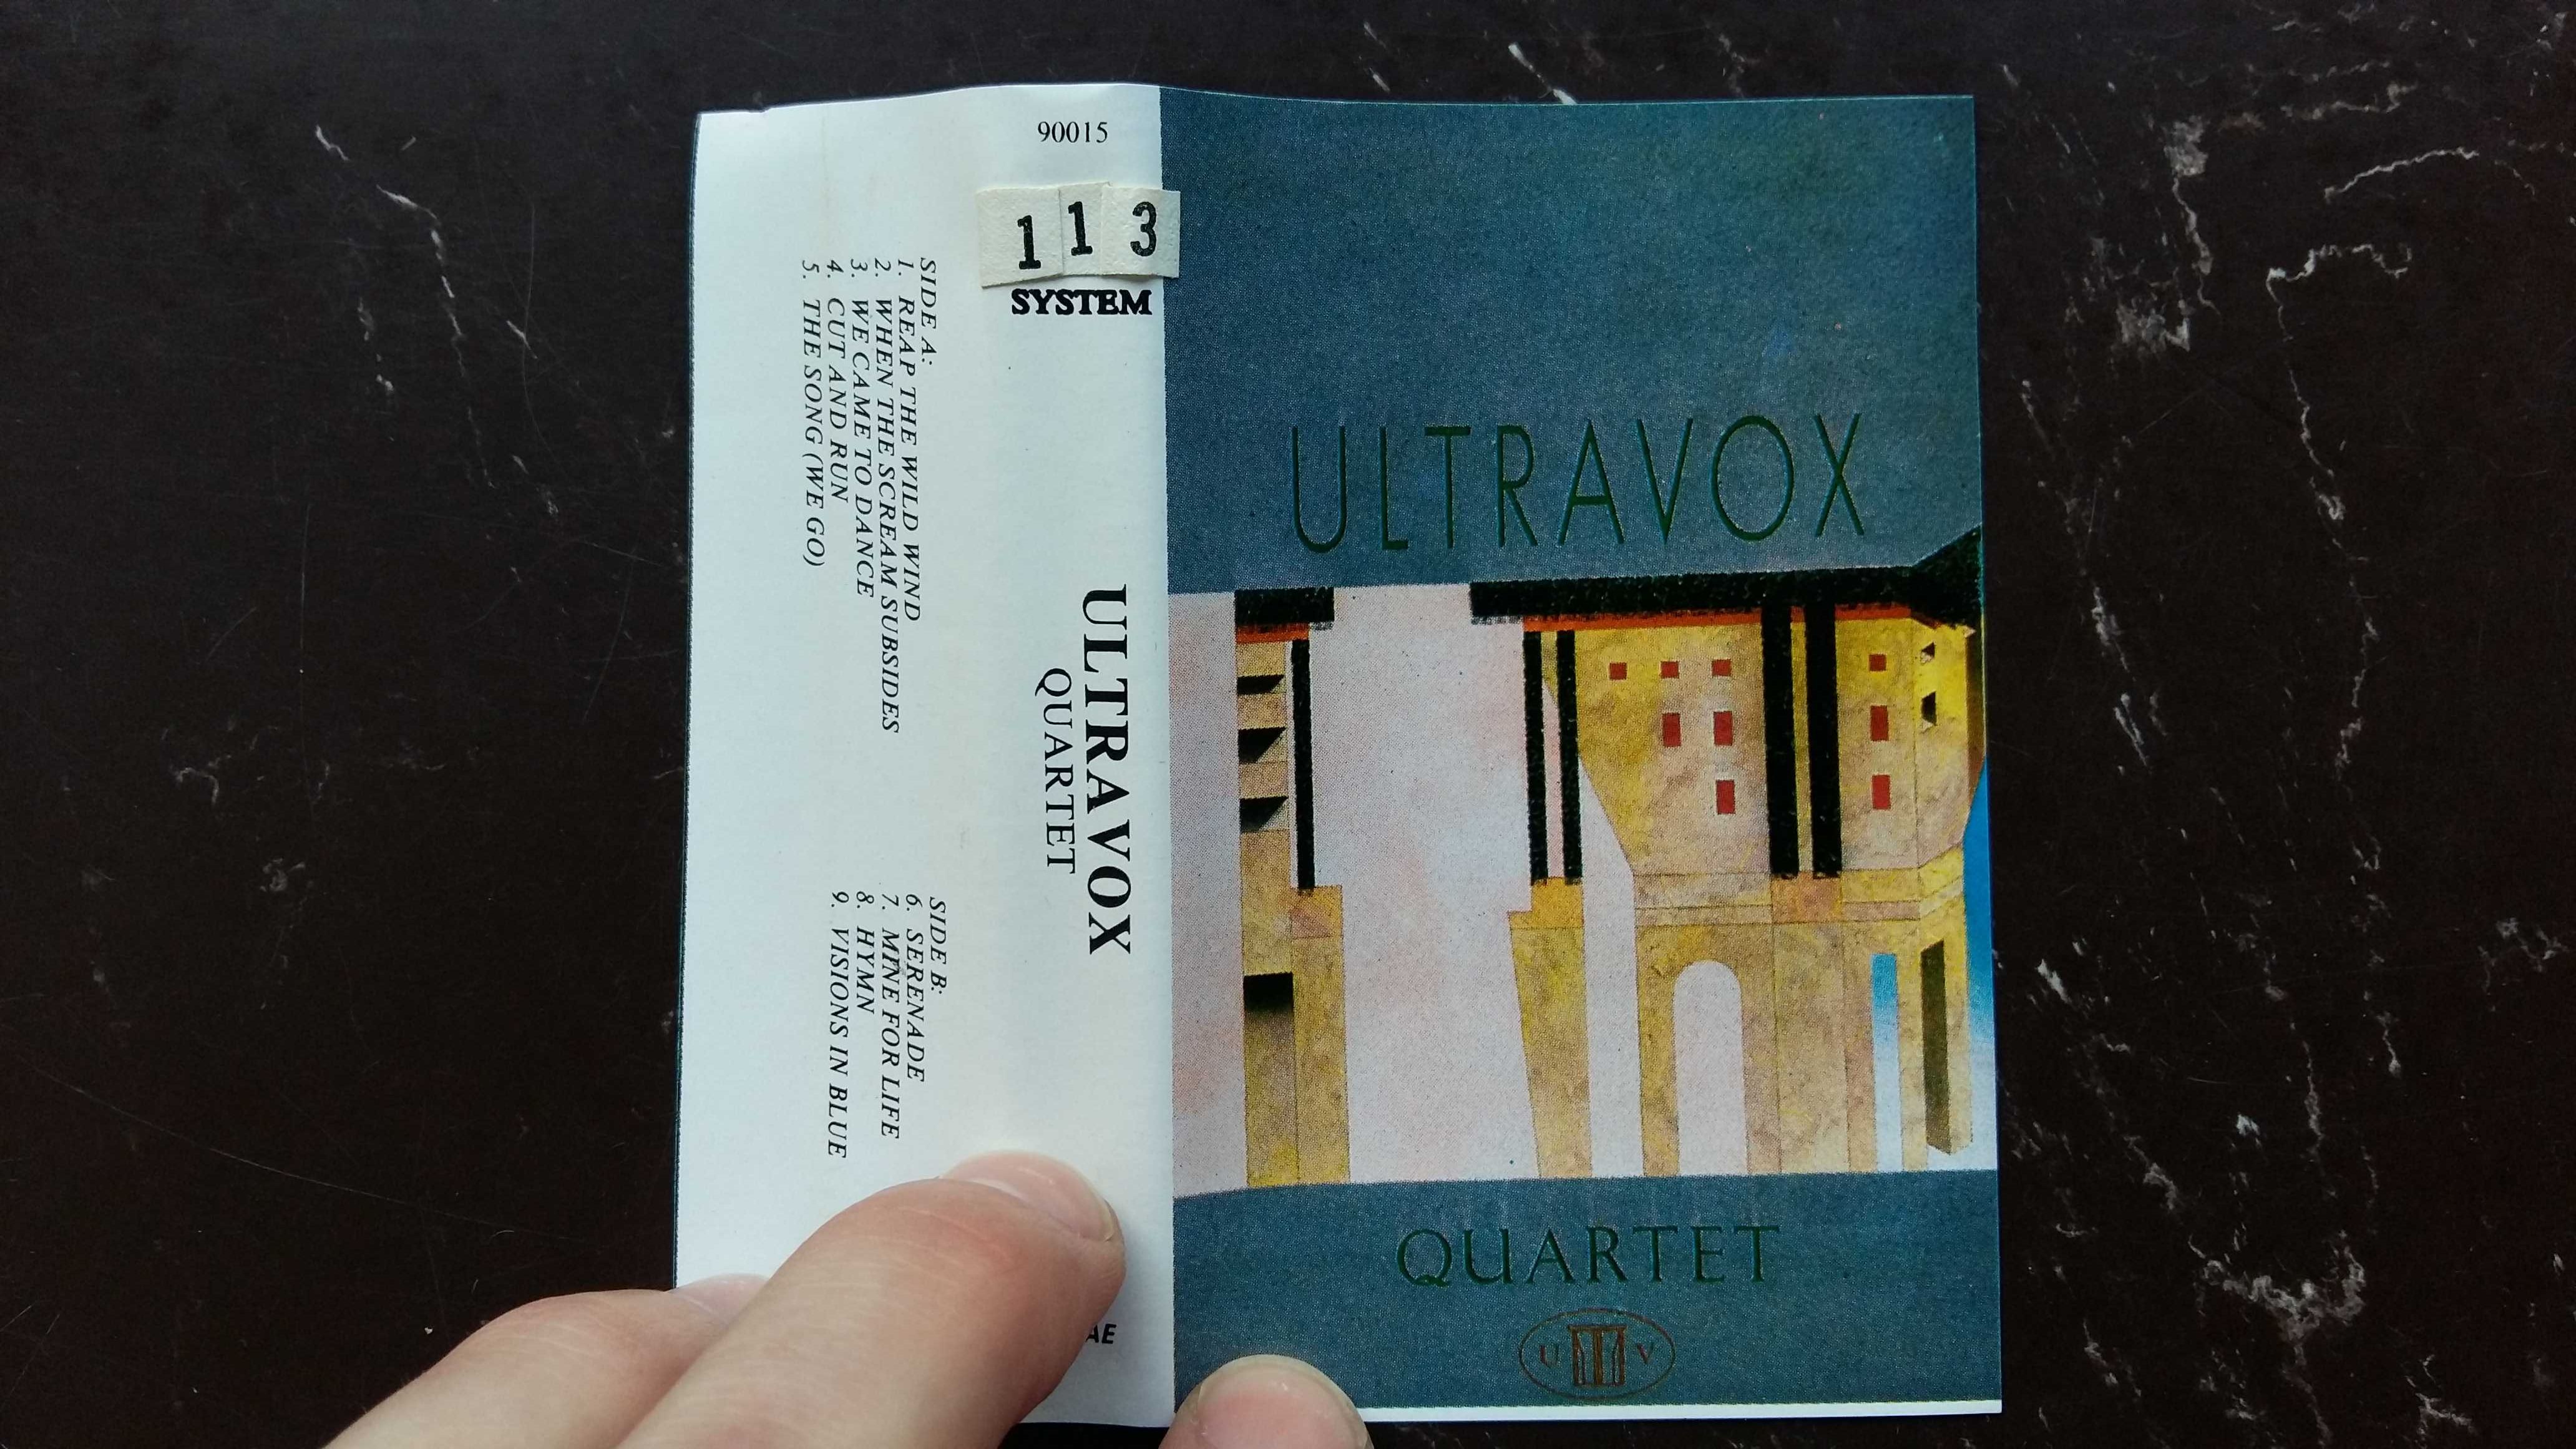 90015
113
SYSTEM
ULTRAVOX
QUARTET
SIDE A:
1. REAP THE WILD WIND
2. WHEN THE SCREAM SUBSIDES
3. WE CAME TO DANCE
4. CUT AND RUN
5. THE SONG (WE GO)
SIDE B:
6. SERENADE
7. MINE FOR LIFE
8. HYMN
9. VISIONS IN BLUE
ULTRAVOX
QUARTET
U V